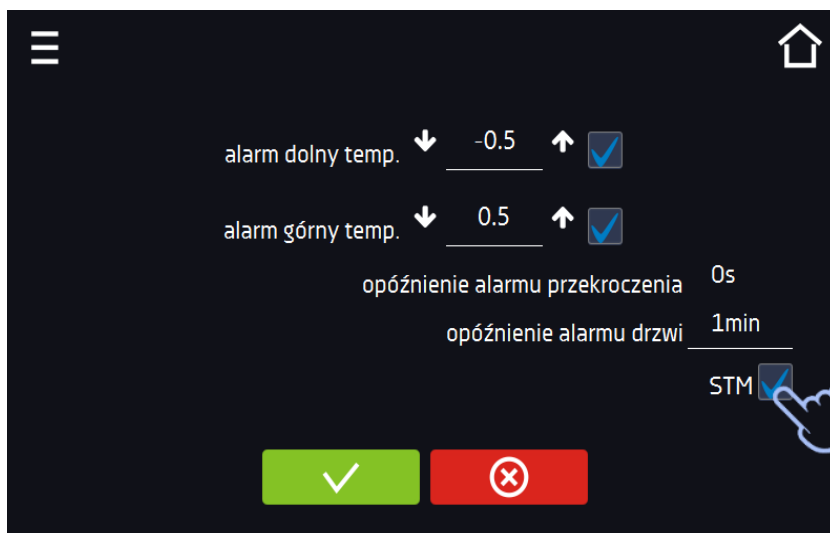 alarm dolny temp. -0.5
alarm górny temp. 0.5
opóźnienie alarmu przekroczenia 0s
opóźnienie alarmu drzwi 1min
STM